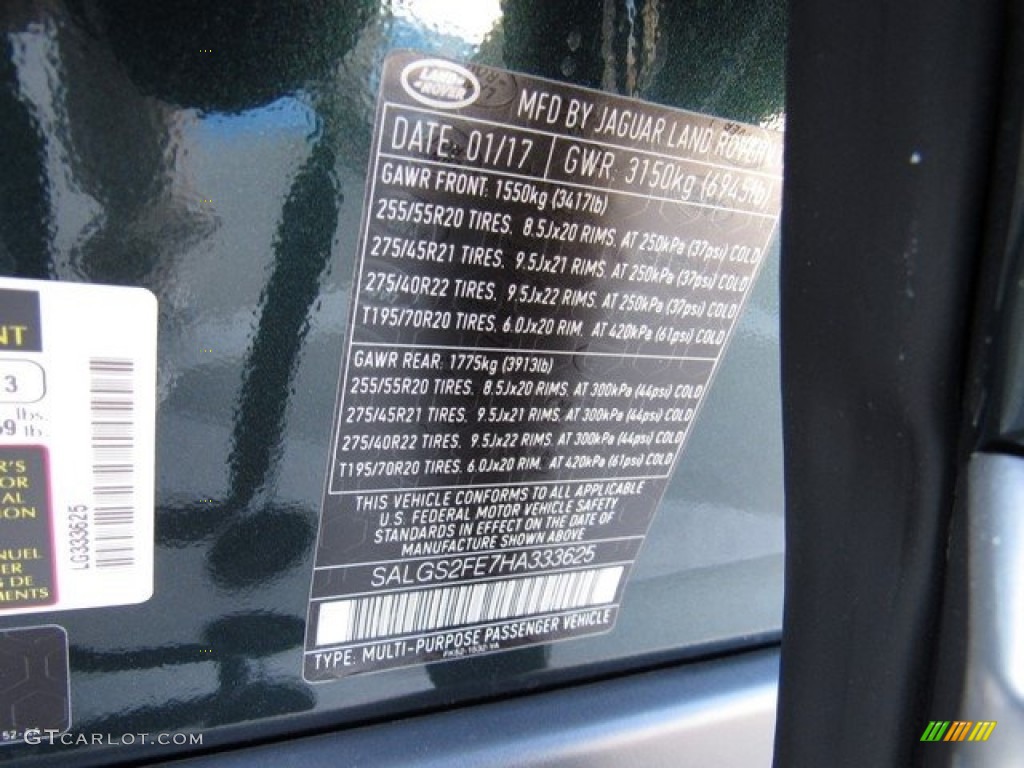 LAND ROVER
MFD BY JAGUAR LAND ROVER
DATE: 01/17
GWR: 3150kg (6945lb)
GAWR FRONT: 1550kg (3417lb)
255/55R20 TIRES. 8.5Jx20 RIMS. AT 250kPa (37psi) COLD
275/45R21 TIRES. 9.5Jx21 RIMS. AT 250kPa (37psi) COLD
275/40R22 TIRES. 9.5Jx22 RIMS. AT 250kPa (37psi) COLD
T195/70R20 TIRES. 6.0Jx20 RIM. AT 420kPa (61psi) COLD
GAWR REAR: 1775kg (3913lb)
255/55R20 TIRES. 8.5Jx20 RIMS. AT 300kPa (44psi) COLD
275/45R21 TIRES. 9.5Jx21 RIMS. AT 300kPa (44psi) COLD
275/40R22 TIRES. 9.5Jx22 RIMS. AT 300kPa (44psi) COLD
T195/70R20 TIRES. 6.0Jx20 RIM. AT 420kPa (61psi) COLD
THIS VEHICLE CONFORMS TO ALL APPLICABLE
U.S. FEDERAL MOTOR VEHICLE SAFETY
STANDARDS IN EFFECT ON THE DATE OF
MANUFACTURE SHOWN ABOVE
SALGS2FE7HA333625
TYPE: MULTI-PURPOSE PASSENGER VEHICLE
NT
3
lbs.
69 lb.
R'S
OR
AL
ION
NUEL
ER
GS DE
EMENTS
LG333625
GTCARLOT.COM